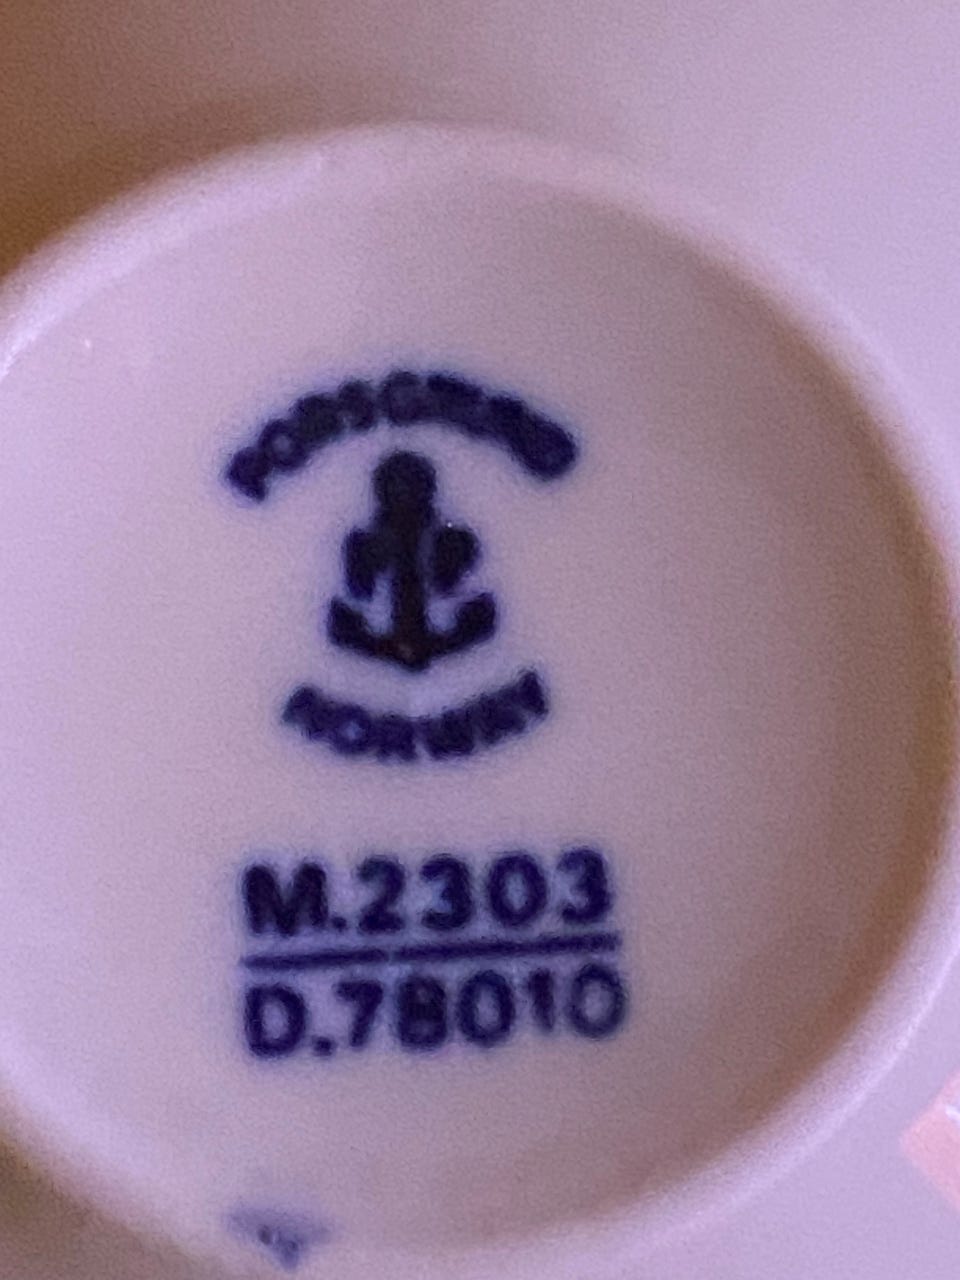 PORSGRUND
NORWAY
M.2303
D.78010